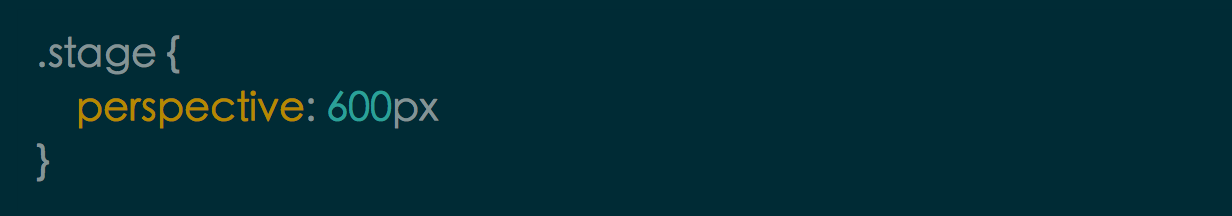 .stage {
    perspective: 600px
}